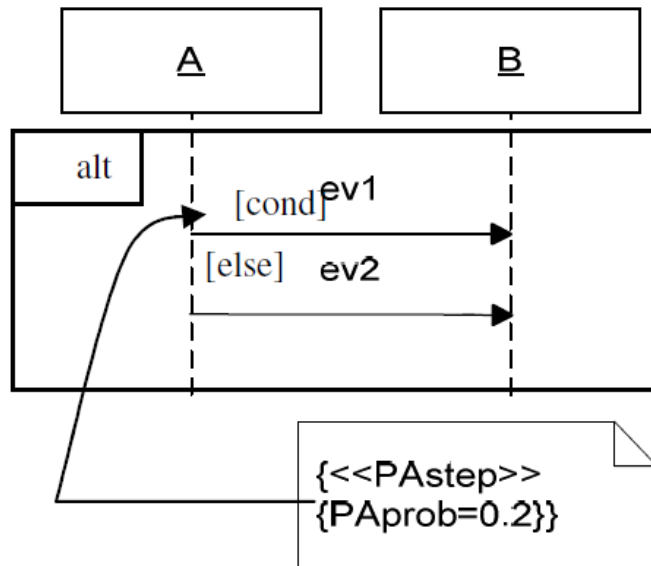 A
B
alt
[cond] ev1
[else] ev2
{<<PAstep>>
{PAprob=0.2}}